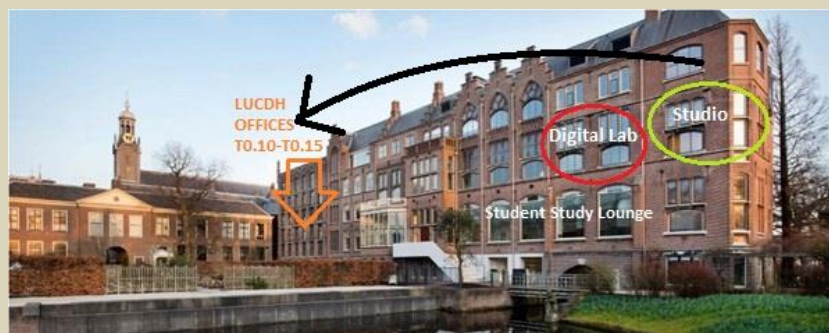 LUCDH
OFFICES
T0.10-T0.15
Digital Lab
Studio
Student Study Lounge